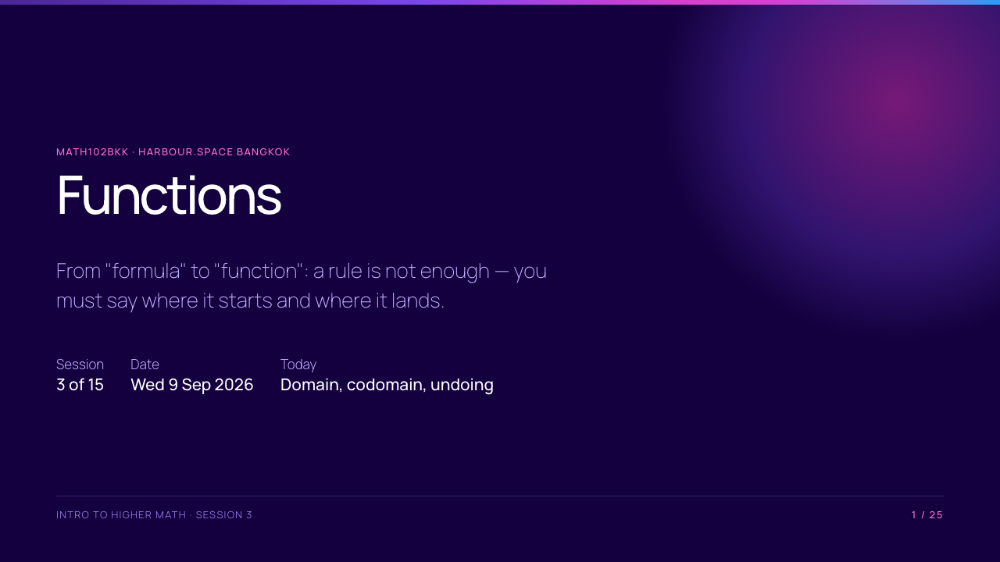 MATH102BKK · HARBOUR.SPACE BANGKOK
Functions
From "formula" to "function": a rule is not enough — you
must say where it starts and where it lands.
Session
3 of 15
Date
Wed 9 Sep 2026
Today
Domain, codomain, undoing
INTRO TO HIGHER MATH · SESSION 3
1 / 25